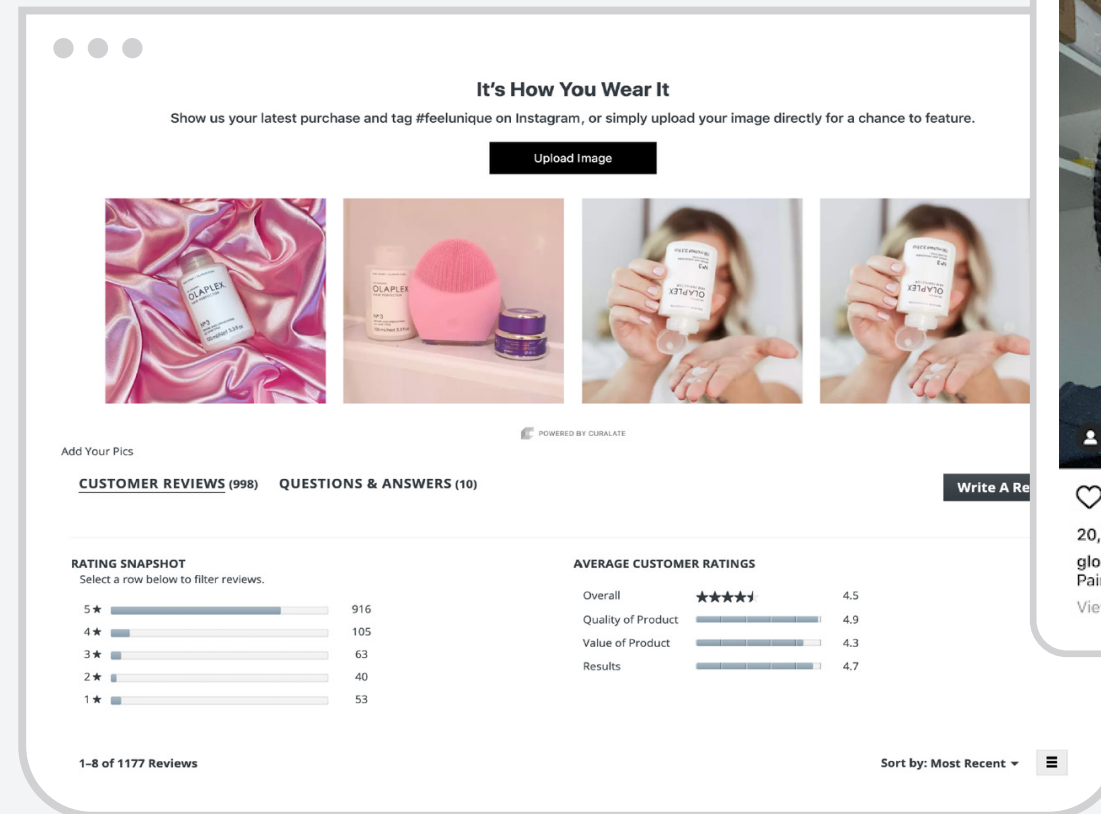 It's How You Wear It
Show us your latest purchase and tag #feelunique on Instagram, or simply upload your image directly for a chance to feature.
Upload Image
OLAPLEX
Nº3
OLAPLEX
Nº3
OLAPLEX
Nº3
OLAPLEX
Nº3
POWERED BY CURALATE
Add Your Pics
CUSTOMER REVIEWS (998) QUESTIONS & ANSWERS (10)
Write A Re
RATING SNAPSHOT
Select a row below to filter reviews.
5★ 916
4★ 105
3★ 63
2★ 40
1★ 53
AVERAGE CUSTOMER RATINGS
Overall 4.5
Quality of Product 4.9
Value of Product 4.3
Results 4.7
1–8 of 1177 Reviews
Sort by: Most Recent
20,
glo
Pai
Vie